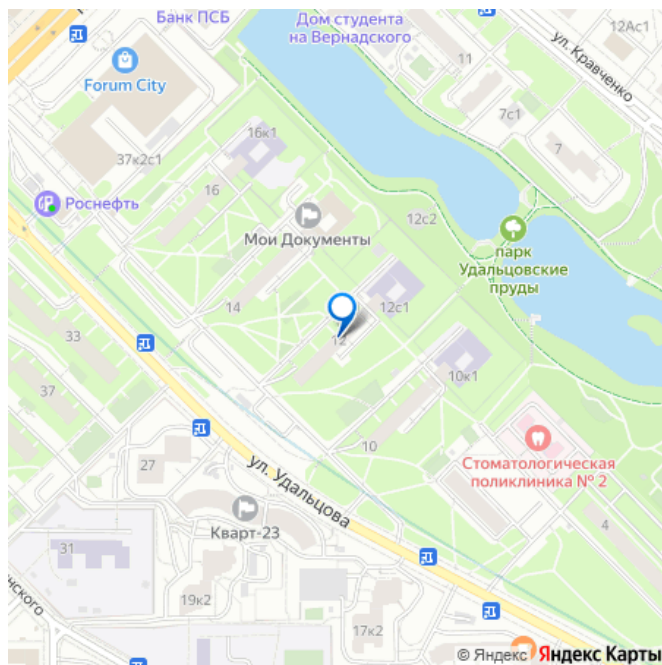 Банк ПСБ
Дом студента
на Вернадского
12Ас1
ул. Кравченко
11
Forum City
7с1
7
16к1
37к2с1
16
Роснефть
Мои Документы
12с2
парк
Удальцовские
пруды
14
12с1
33
12
10к1
37
10
Стоматологическая
поликлиника № 2
27
ул. Удальцова
Кварт-23
4
31
нского
19к2
17к2
© Яндекс Яндекс Карты